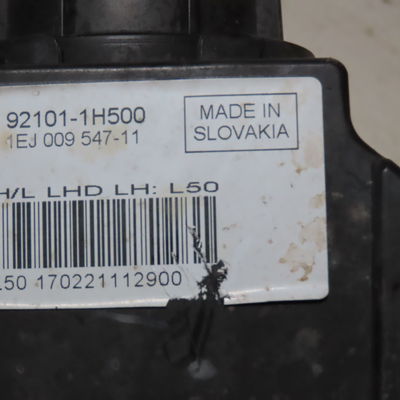 92101-1H500
1EJ 009 547-11
MADE IN
SLOVAKIA
H/L LHD LH: L50
L50 170221112900